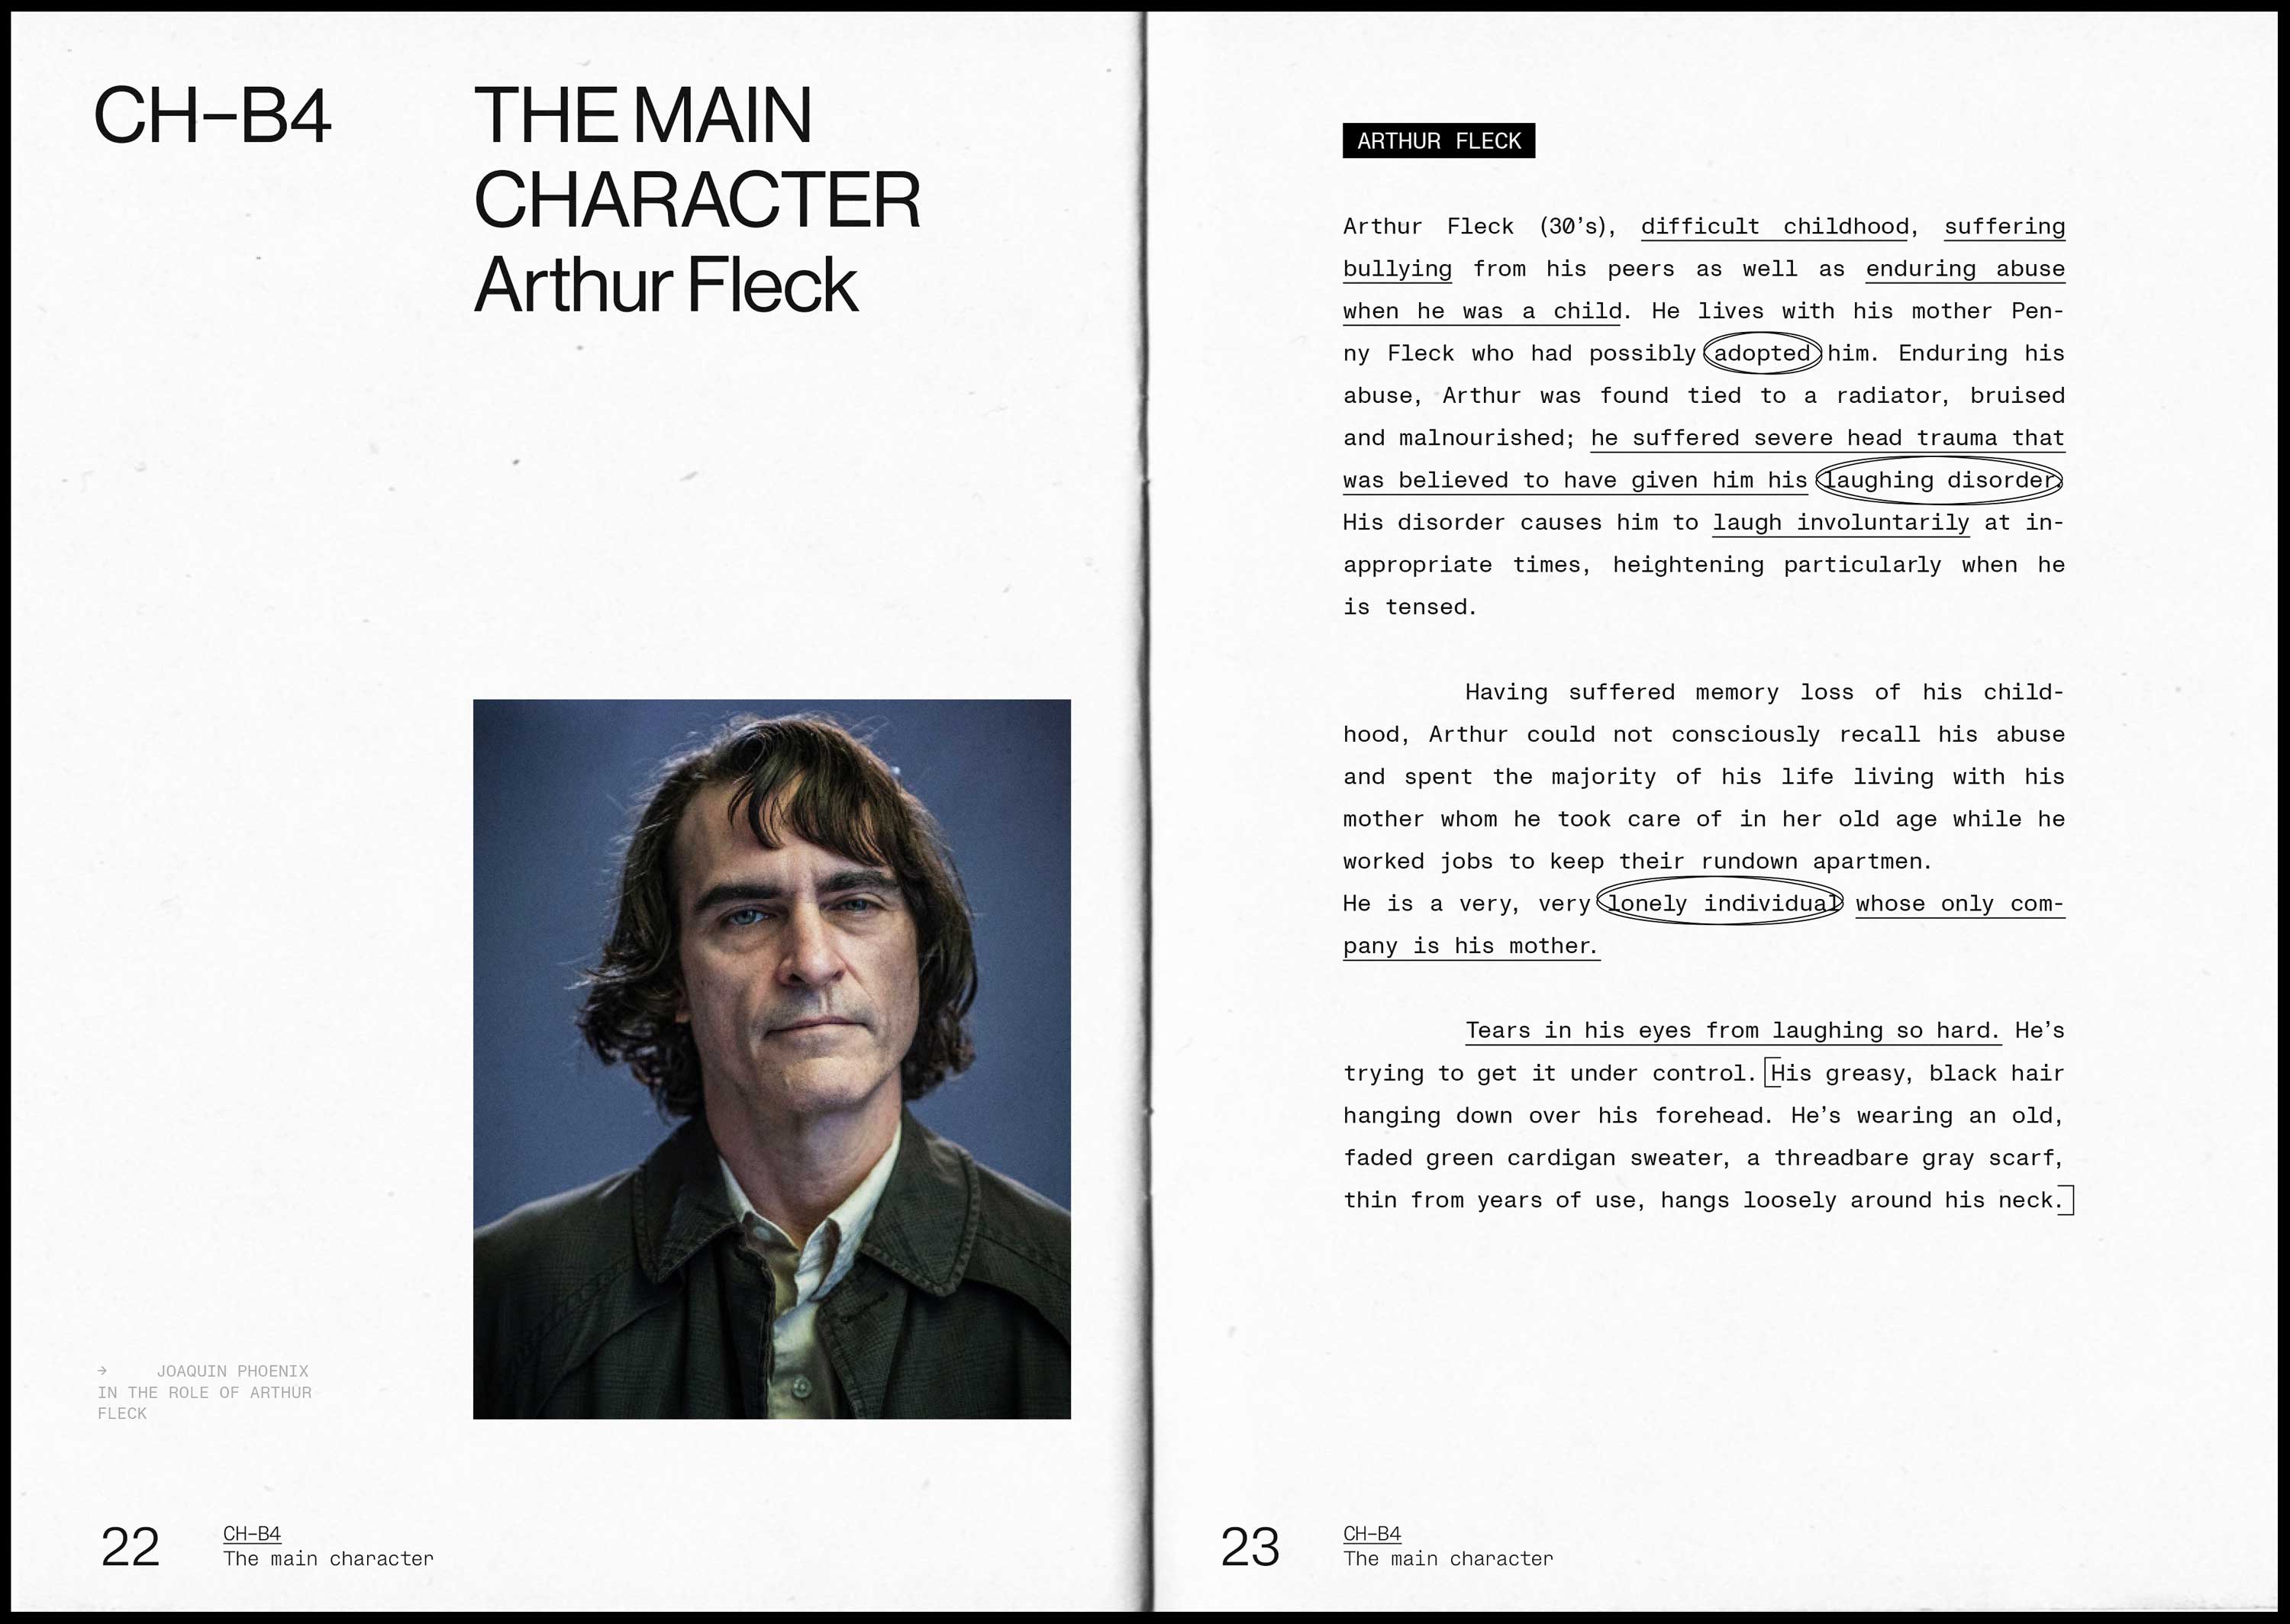 CH–B4
THE MAIN
CHARACTER
Arthur Fleck
→ JOAQUIN PHOENIX
IN THE ROLE OF ARTHUR
FLECK
22
CH–B4
The main character
ARTHUR FLECK
Arthur Fleck (30’s), difficult childhood, suffering
bullying from his peers as well as enduring abuse
when he was a child. He lives with his mother Pen-
ny Fleck who had possibly adopted him. Enduring his
abuse, Arthur was found tied to a radiator, bruised
and malnourished; he suffered severe head trauma that
was believed to have given him his laughing disorder.
His disorder causes him to laugh involuntarily at in-
appropriate times, heightening particularly when he
is tensed.
Having suffered memory loss of his child-
hood, Arthur could not consciously recall his abuse
and spent the majority of his life living with his
mother whom he took care of in her old age while he
worked jobs to keep their rundown apartmen.
He is a very, very lonely individual whose only com-
pany is his mother.
Tears in his eyes from laughing so hard. He’s
trying to get it under control. [His greasy, black hair
hanging down over his forehead. He’s wearing an old,
faded green cardigan sweater, a threadbare gray scarf,
thin from years of use, hangs loosely around his neck.]
23
CH–B4
The main character